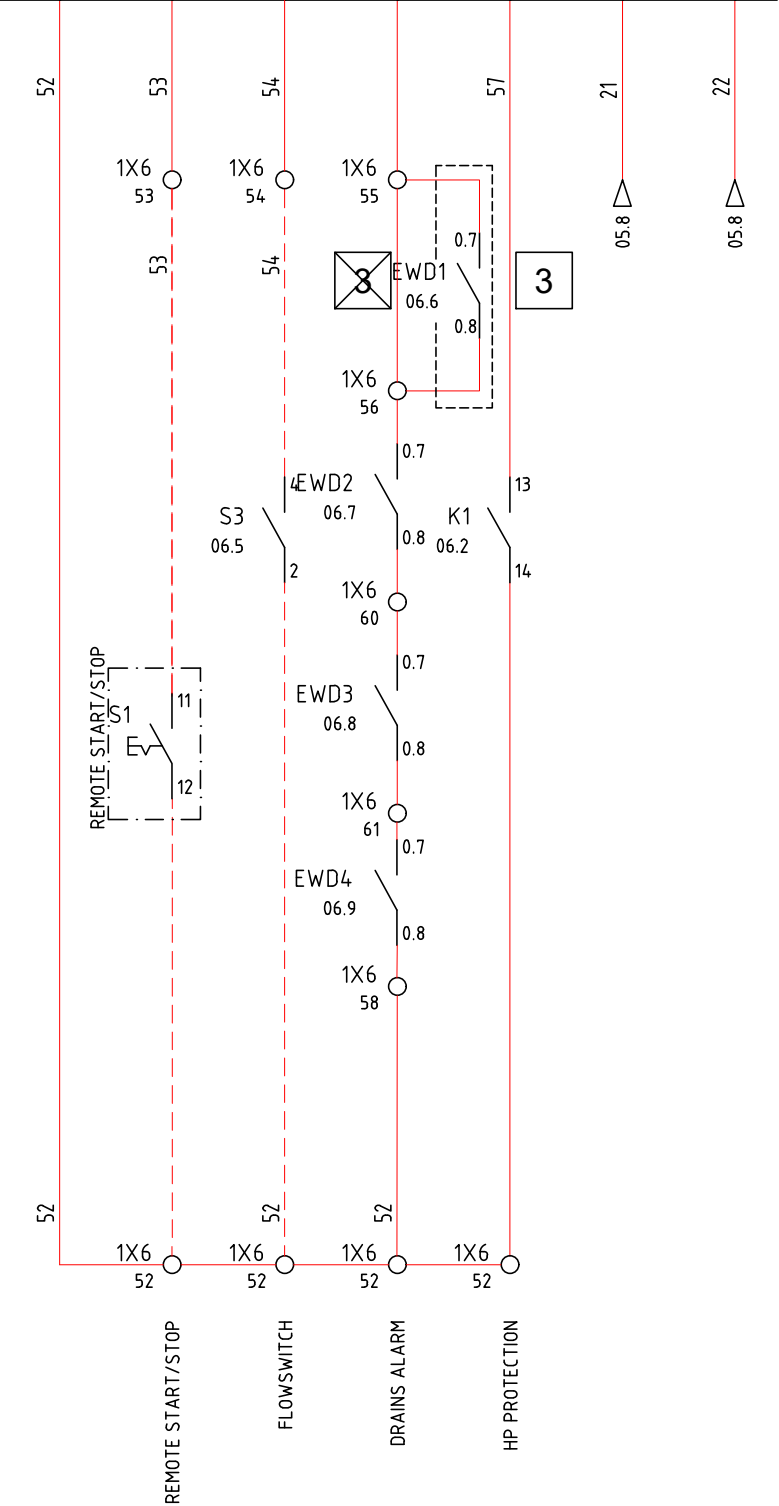 52
53
54
57
21
22
1X6
53
1X6
54
1X6
55
05.8
05.8
53
54
0.7
3
EWD1
06.6
3
0.8
1X6
56
0.7
4
EWD2
06.7
13
S3
06.5
0.8
K1
06.2
2
14
1X6
60
REMOTE START/STOP
0.7
S1
11
EWD3
06.8
0.8
12
1X6
61
0.7
EWD4
06.9
0.8
1X6
58
52
52
52
1X6
52
1X6
52
1X6
52
1X6
52
REMOTE START/STOP
FLOWSWITCH
DRAINS ALARM
HP PROTECTION